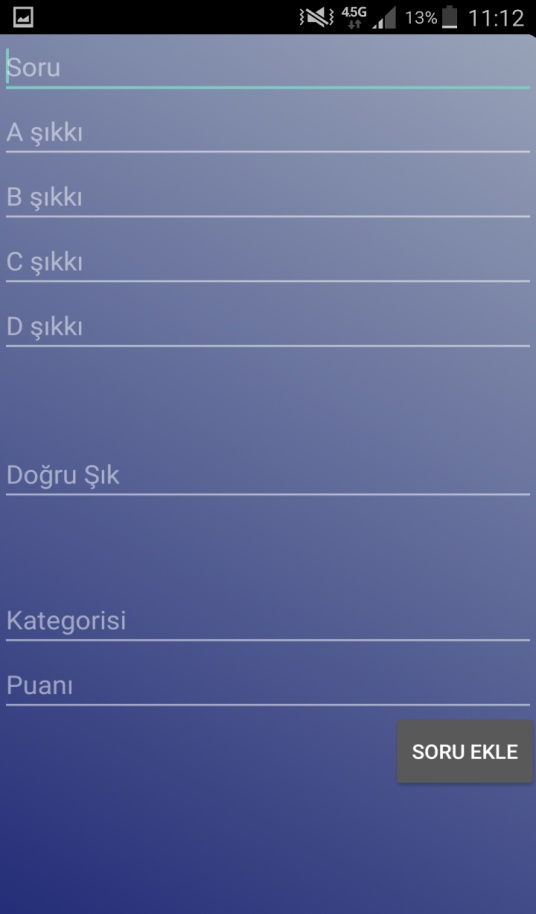 4.5G 13% 11:12
Soru
A şıkkı
B şıkkı
C şıkkı
D şıkkı
Doğru Şık
Kategorisi
Puanı
SORU EKLE